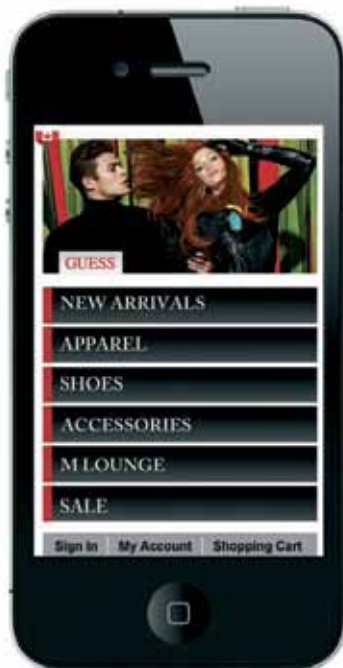 GUESS
NEW ARRIVALS
APPAREL
SHOES
ACCESSORIES
M LOUNGE
SALE
Sign In | My Account | Shopping Cart